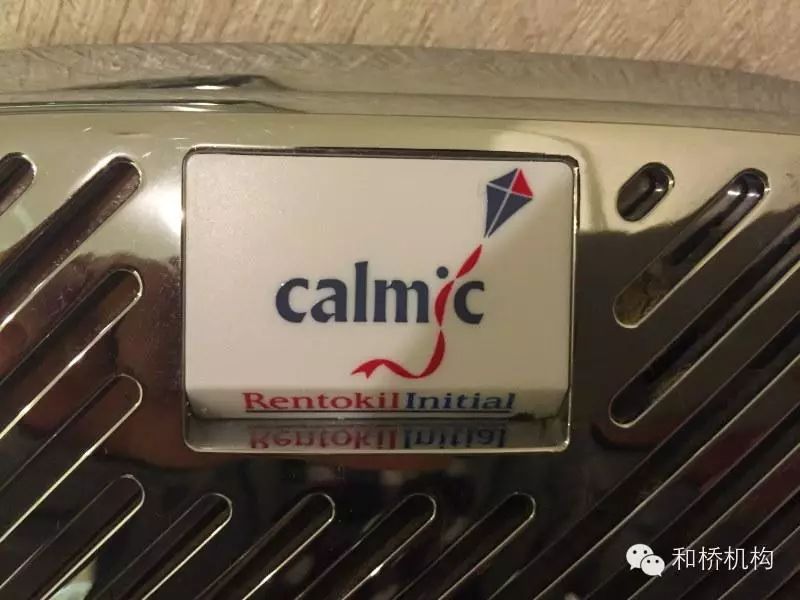 calmic
Rentokil Initial
和桥机构